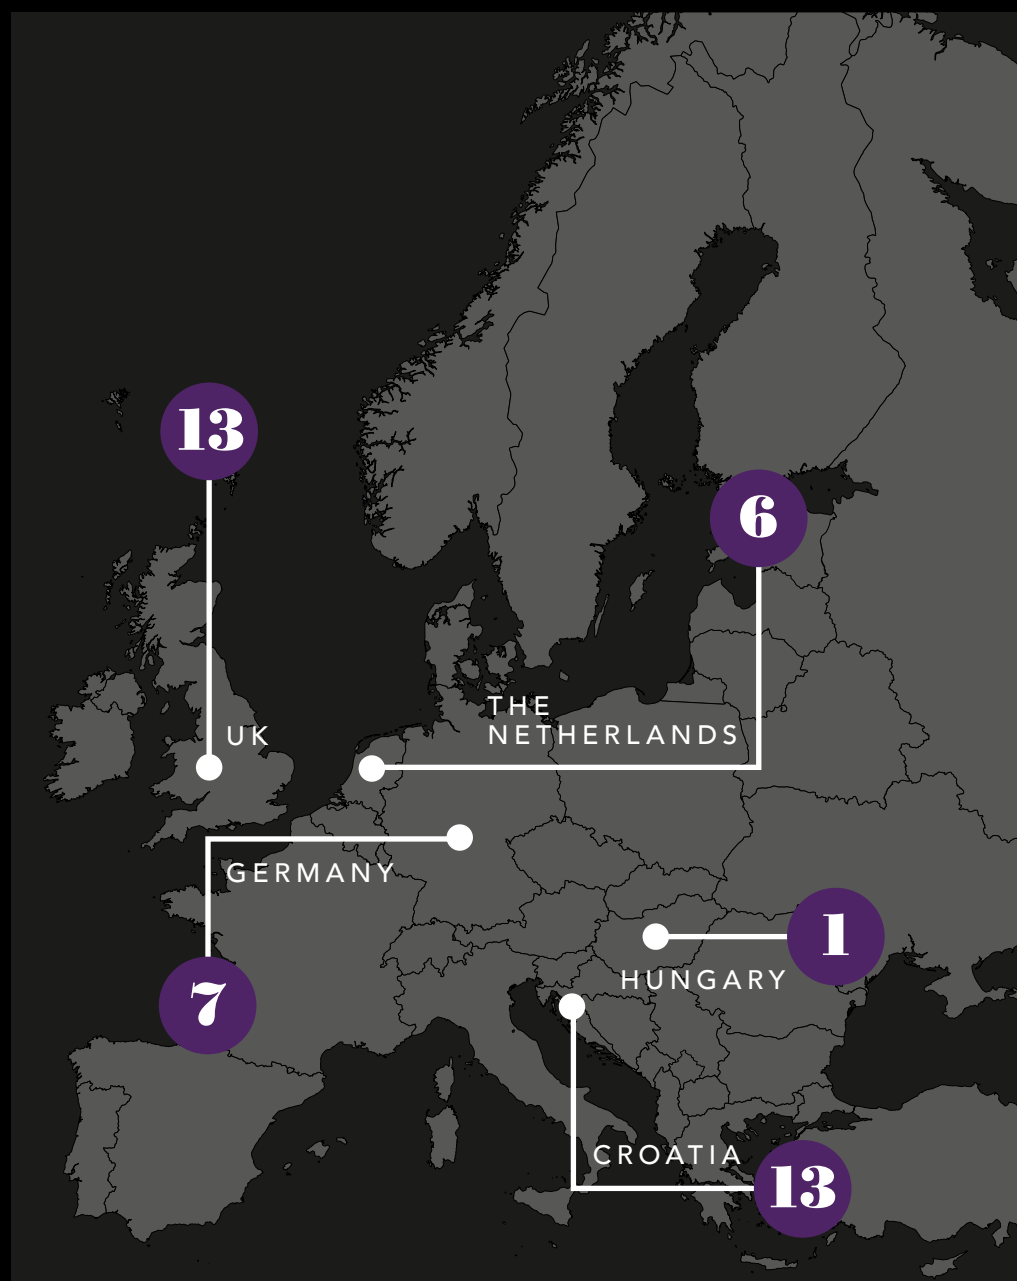 13
6
UK
THE
NETHERLANDS
GERMANY
1
HUNGARY
7
CROATIA
13